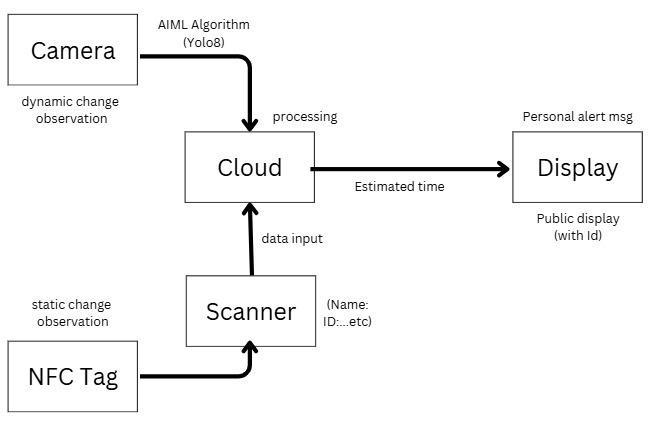 AIML Algorithm
(Yolo8)
Camera
dynamic change
observation
processing
Personal alert msg
Cloud
Display
Estimated time
Public display
(with Id)
data input
static change
observation
Scanner
(Name:
ID:...etc)
NFC Tag